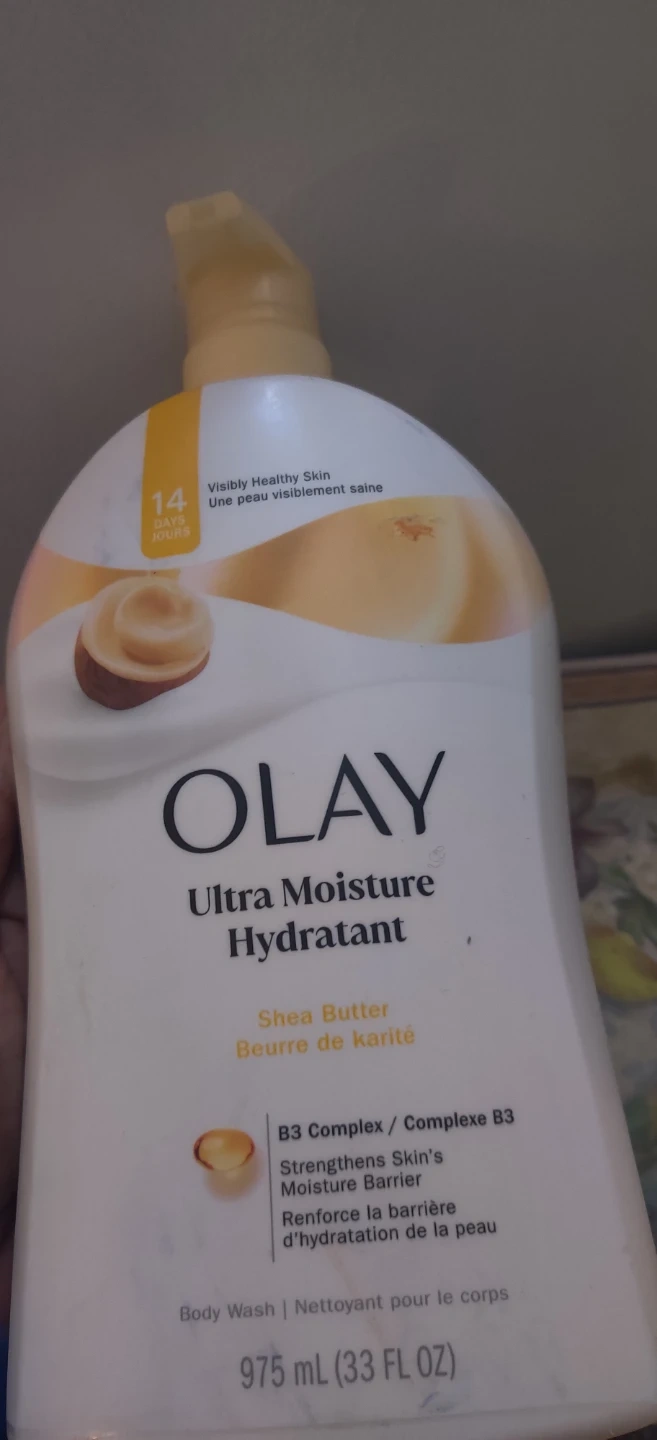 14
DAYS
JOURS
Visibly Healthy Skin
Une peau visiblement saine
OLAY
Ultra Moisture
Hydratant
Shea Butter
Beurre de karité
B3 Complex / Complexe B3
Strengthens Skin's
Moisture Barrier
Renforce la barrière
d'hydratation de la peau
Body Wash | Nettoyant pour le corps
975 mL (33 FL OZ)